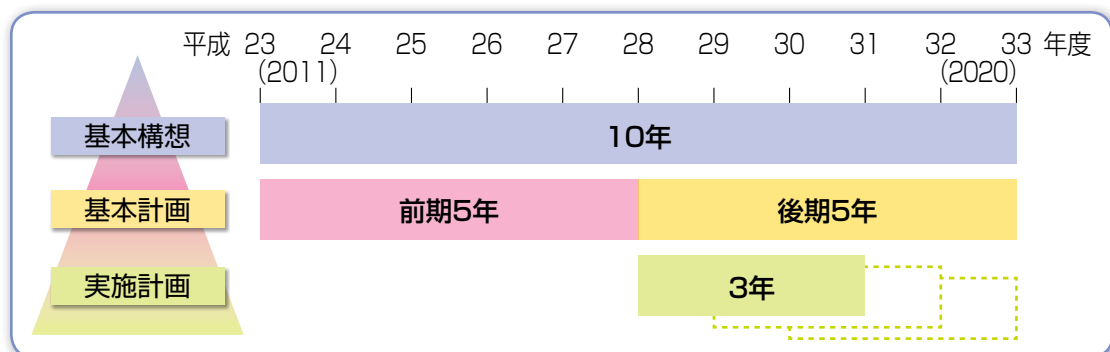 平成 23 24 25 26 27 28 29 30 31 32 33 年度
(2011) (2020)
基本構想 10年
基本計画 前期5年 後期5年
実施計画 3年